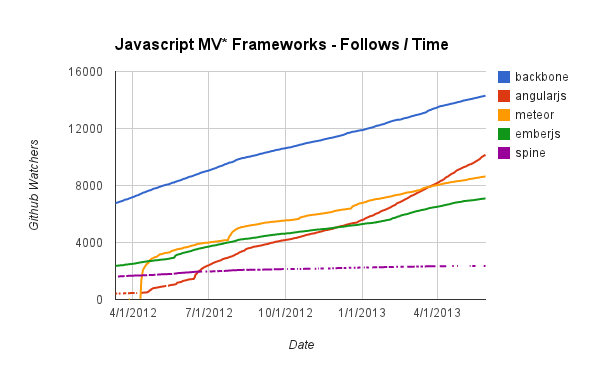 Javascript MV* Frameworks - Follows / Time
16000
12000
8000
4000
0
Github Watchers
4/1/2012
7/1/2012
10/1/2012
1/1/2013
4/1/2013
Date
backbone
angularjs
meteor
emberjs
spine